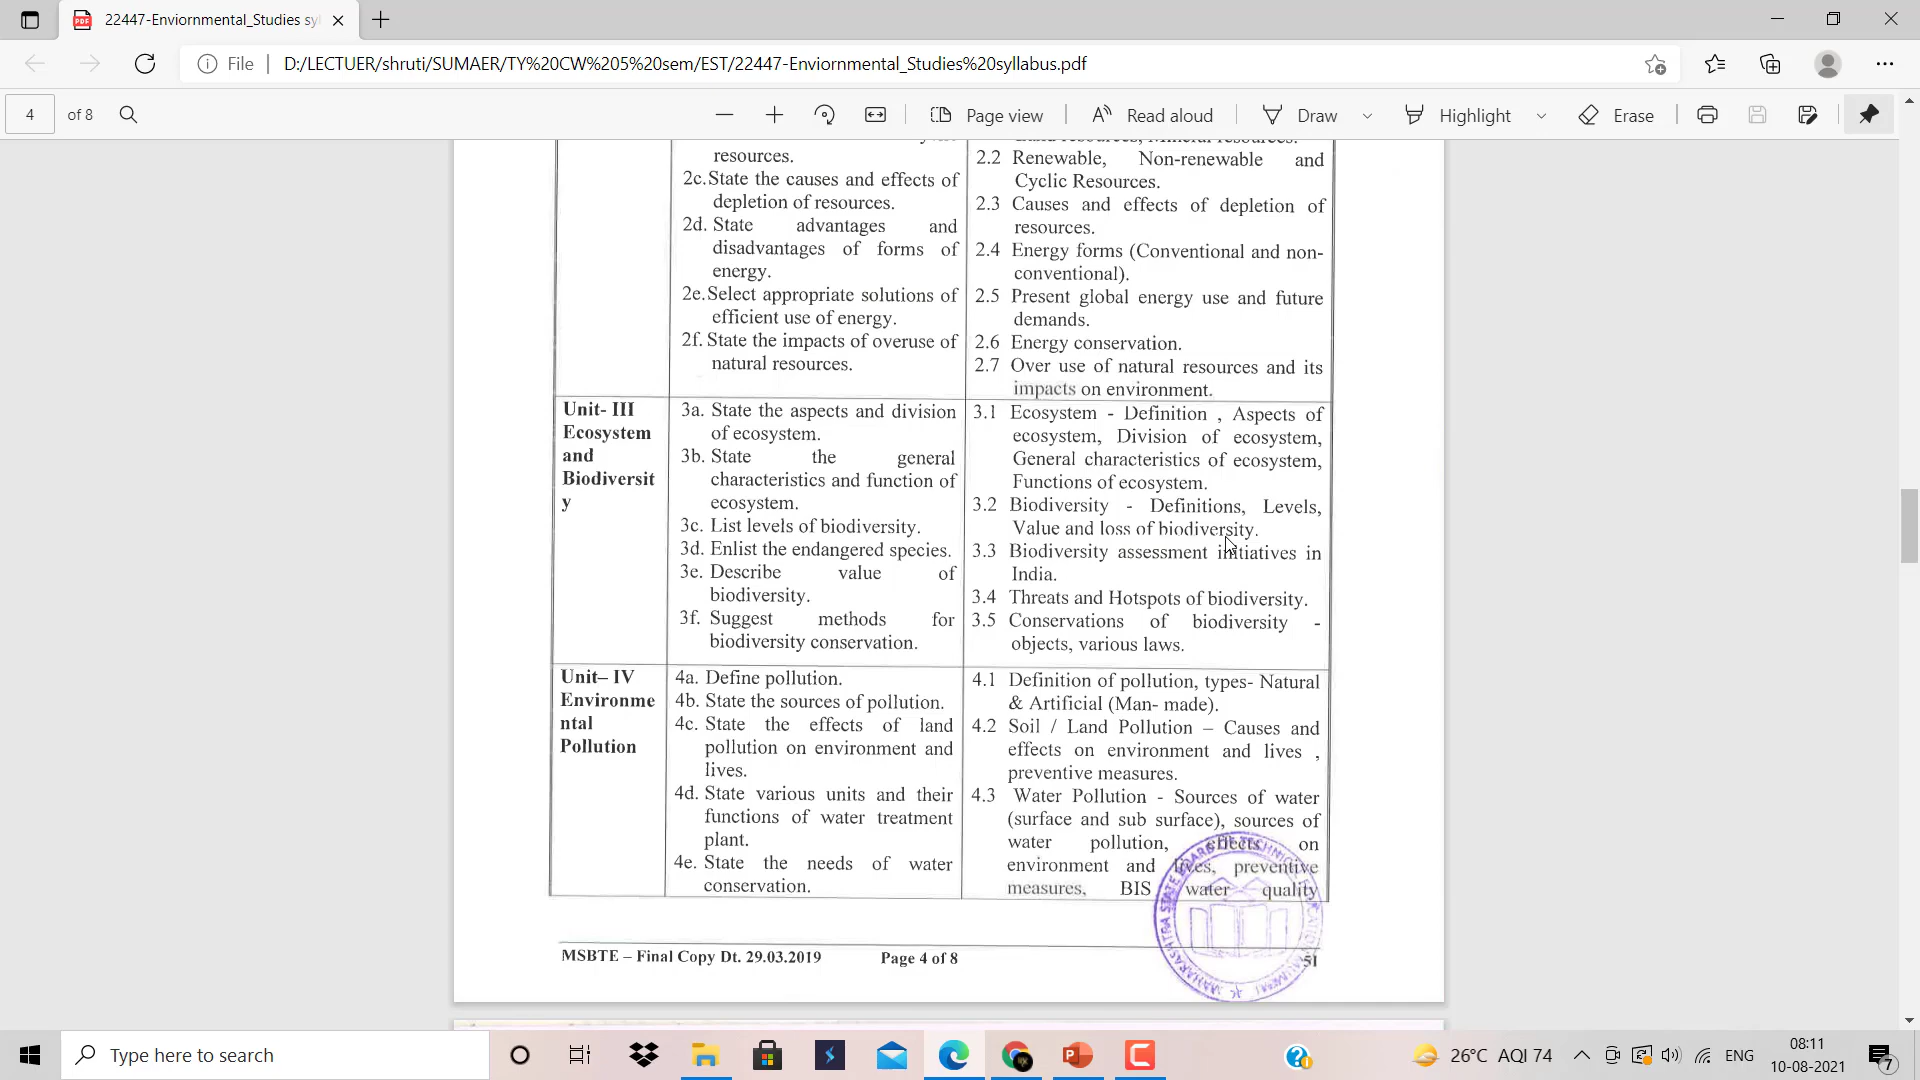 22447-Enviornmental_Studies sy
File
D:/LECTUER/shruti/SUMAER/TY%20CW%205%20sem/EST/22447-Enviornmental_Studies%20syllabus.pdf
4 of 8
Page view
Read aloud
Draw
Highlight
Erase
resources.
2c.State the causes and effects of
depletion of resources.
2d. State advantages and
disadvantages of forms of
energy.
2e.Select appropriate solutions of
efficient use of energy.
2f. State the impacts of overuse of
natural resources.
2.2 Renewable, Non-renewable and
Cyclic Resources.
2.3 Causes and effects of depletion of
resources.
2.4 Energy forms (Conventional and non-
conventional).
2.5 Present global energy use and future
demands.
2.6 Energy conservation.
2.7 Over use of natural resources and its
impacts on environment.
Unit- III
Ecosystem
and
Biodiversit
y
3a. State the aspects and division
of ecosystem.
3b. State the general
characteristics and function of
ecosystem.
3c. List levels of biodiversity.
3d. Enlist the endangered species.
3e. Describe value of
biodiversity.
3f. Suggest methods for
biodiversity conservation.
3.1 Ecosystem - Definition , Aspects of
ecosystem, Division of ecosystem,
General characteristics of ecosystem,
Functions of ecosystem.
3.2 Biodiversity - Definitions, Levels,
Value and loss of biodiversity.
3.3 Biodiversity assessment initiatives in
India.
3.4 Threats and Hotspots of biodiversity.
3.5 Conservations of biodiversity -
objects, various laws.
Unit– IV
Environme
ntal
Pollution
4a. Define pollution.
4b. State the sources of pollution.
4c. State the effects of land
pollution on environment and
lives.
4d. State various units and their
functions of water treatment
plant.
4e. State the needs of water
conservation.
4.1 Definition of pollution, types- Natural
& Artificial (Man- made).
4.2 Soil / Land Pollution – Causes and
effects on environment and lives ,
preventive measures.
4.3 Water Pollution - Sources of water
(surface and sub surface), sources of
water pollution, effects on
environment and lives, preventive
measures, BIS water quality
MSBTE – Final Copy Dt. 29.03.2019
Page 4 of 8
51
Type here to search
26°C AQI 74
ENG
08:11
10-08-2021
7